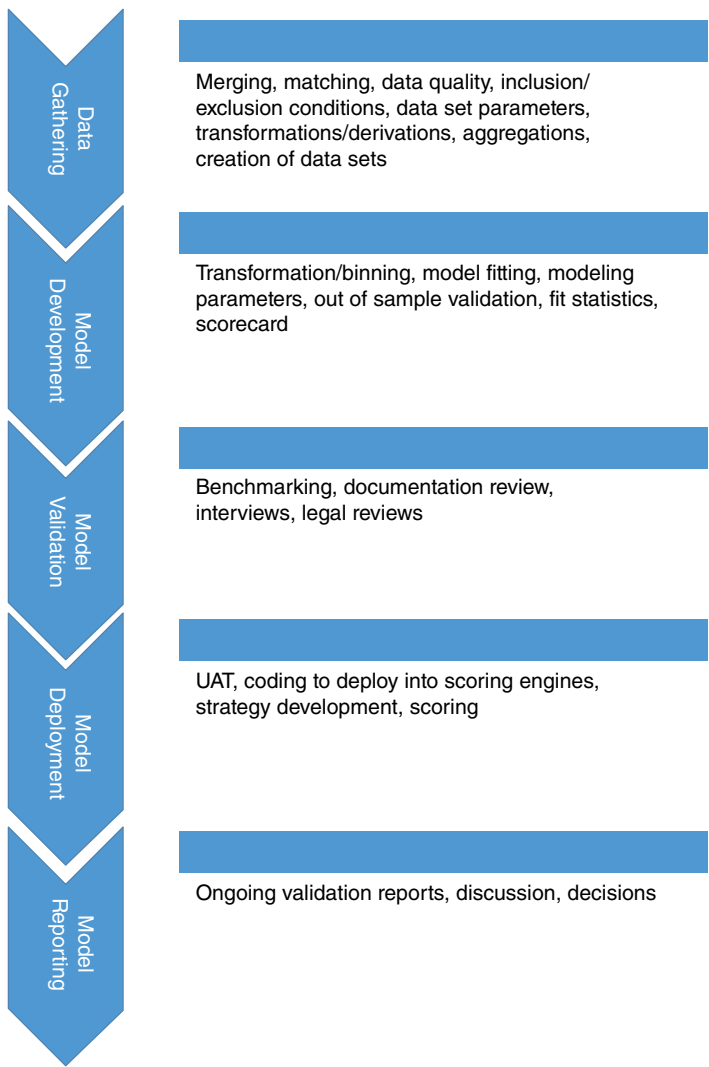 Data
Gathering
Merging, matching, data quality, inclusion/
exclusion conditions, data set parameters,
transformations/derivations, aggregations,
creation of data sets
Model
Development
Transformation/binning, model fitting, modeling
parameters, out of sample validation, fit statistics,
scorecard
Model
Validation
Benchmarking, documentation review,
interviews, legal reviews
Model
Deployment
UAT, coding to deploy into scoring engines,
strategy development, scoring
Model
Reporting
Ongoing validation reports, discussion, decisions